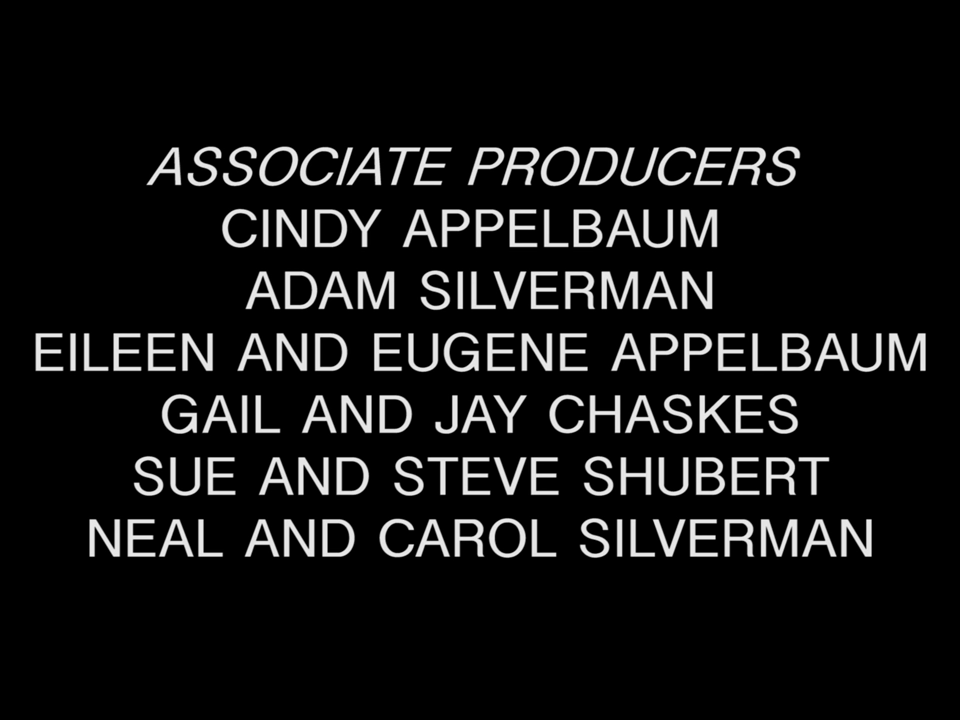 ASSOCIATE PRODUCERS
CINDY APPELBAUM
ADAM SILVERMAN
EILEEN AND EUGENE APPELBAUM
GAIL AND JAY CHASKES
SUE AND STEVE SHUBERT
NEAL AND CAROL SILVERMAN